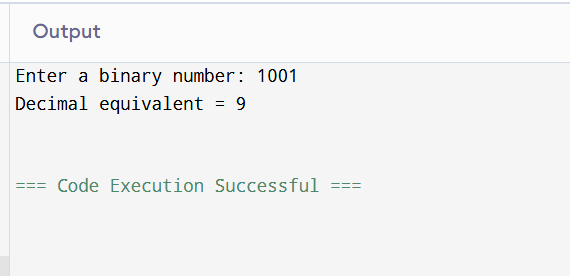 Output
Enter a binary number: 1001
Decimal equivalent = 9
=== Code Execution Successful ===